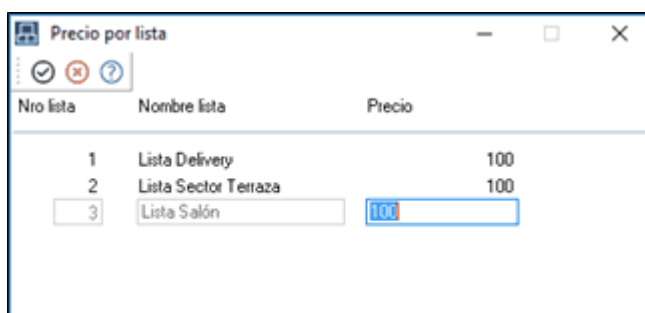 Precio por lista
Nro lista Nombre lista Precio
1 Lista Delivery 100
2 Lista Sector Terraza 100
3 Lista Salón 100